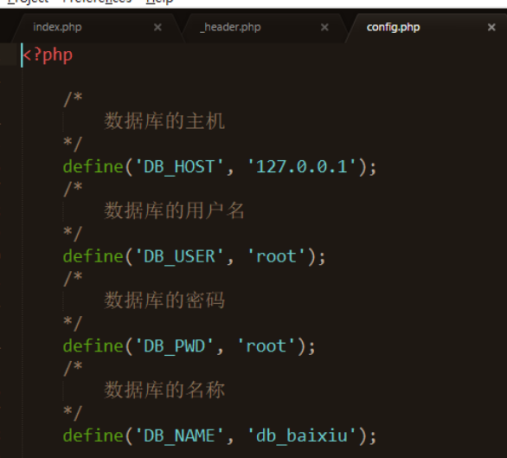 Project Preferences Help
index.php × _header.php × config.php ×
<?php
/*
数据库的主机
*/
define('DB_HOST', '127.0.0.1');
/*
数据库的用户名
*/
define('DB_USER', 'root');
/*
数据库的密码
*/
define('DB_PWD', 'root');
/*
数据库的名称
*/
define('DB_NAME', 'db_baixiu');